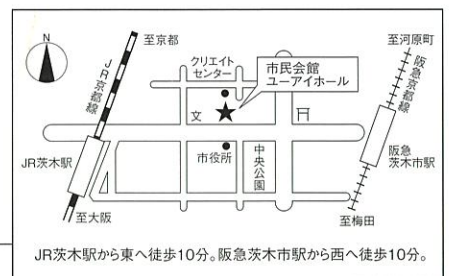 N
至京都
JR京都線
クリエイト
センター
市民会館
ユーアイホール
至河原町
阪急京都線
文
JR茨木駅
市役所
中央公園
阪急
茨木市駅
至大阪
至梅田
JR茨木駅から東へ徒歩10分。阪急茨木市駅から西へ徒歩10分。